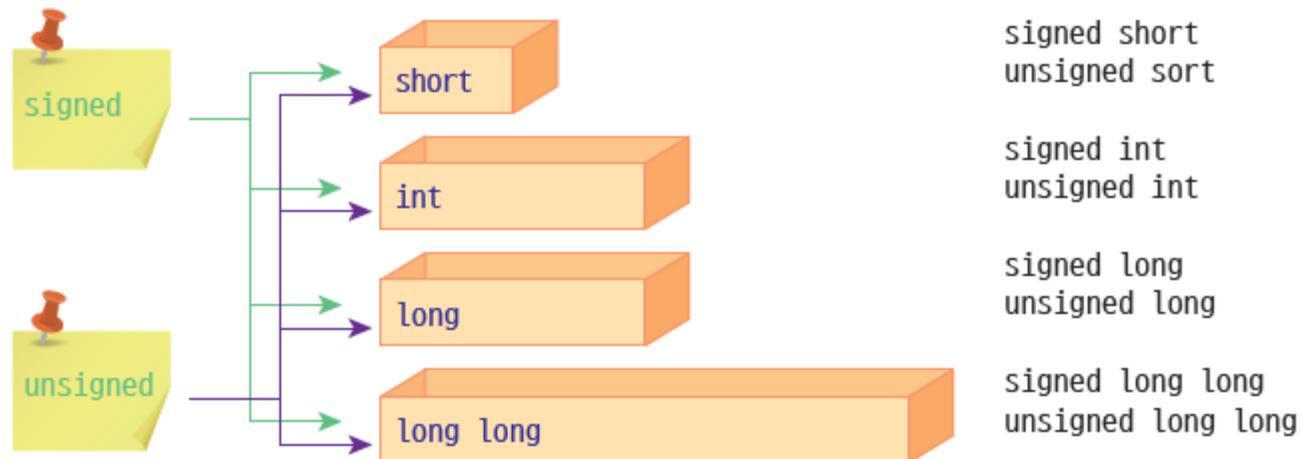 signed
unsigned
short
int
long
long long
signed short
unsigned sort
signed int
unsigned int
signed long
unsigned long
signed long long
unsigned long long